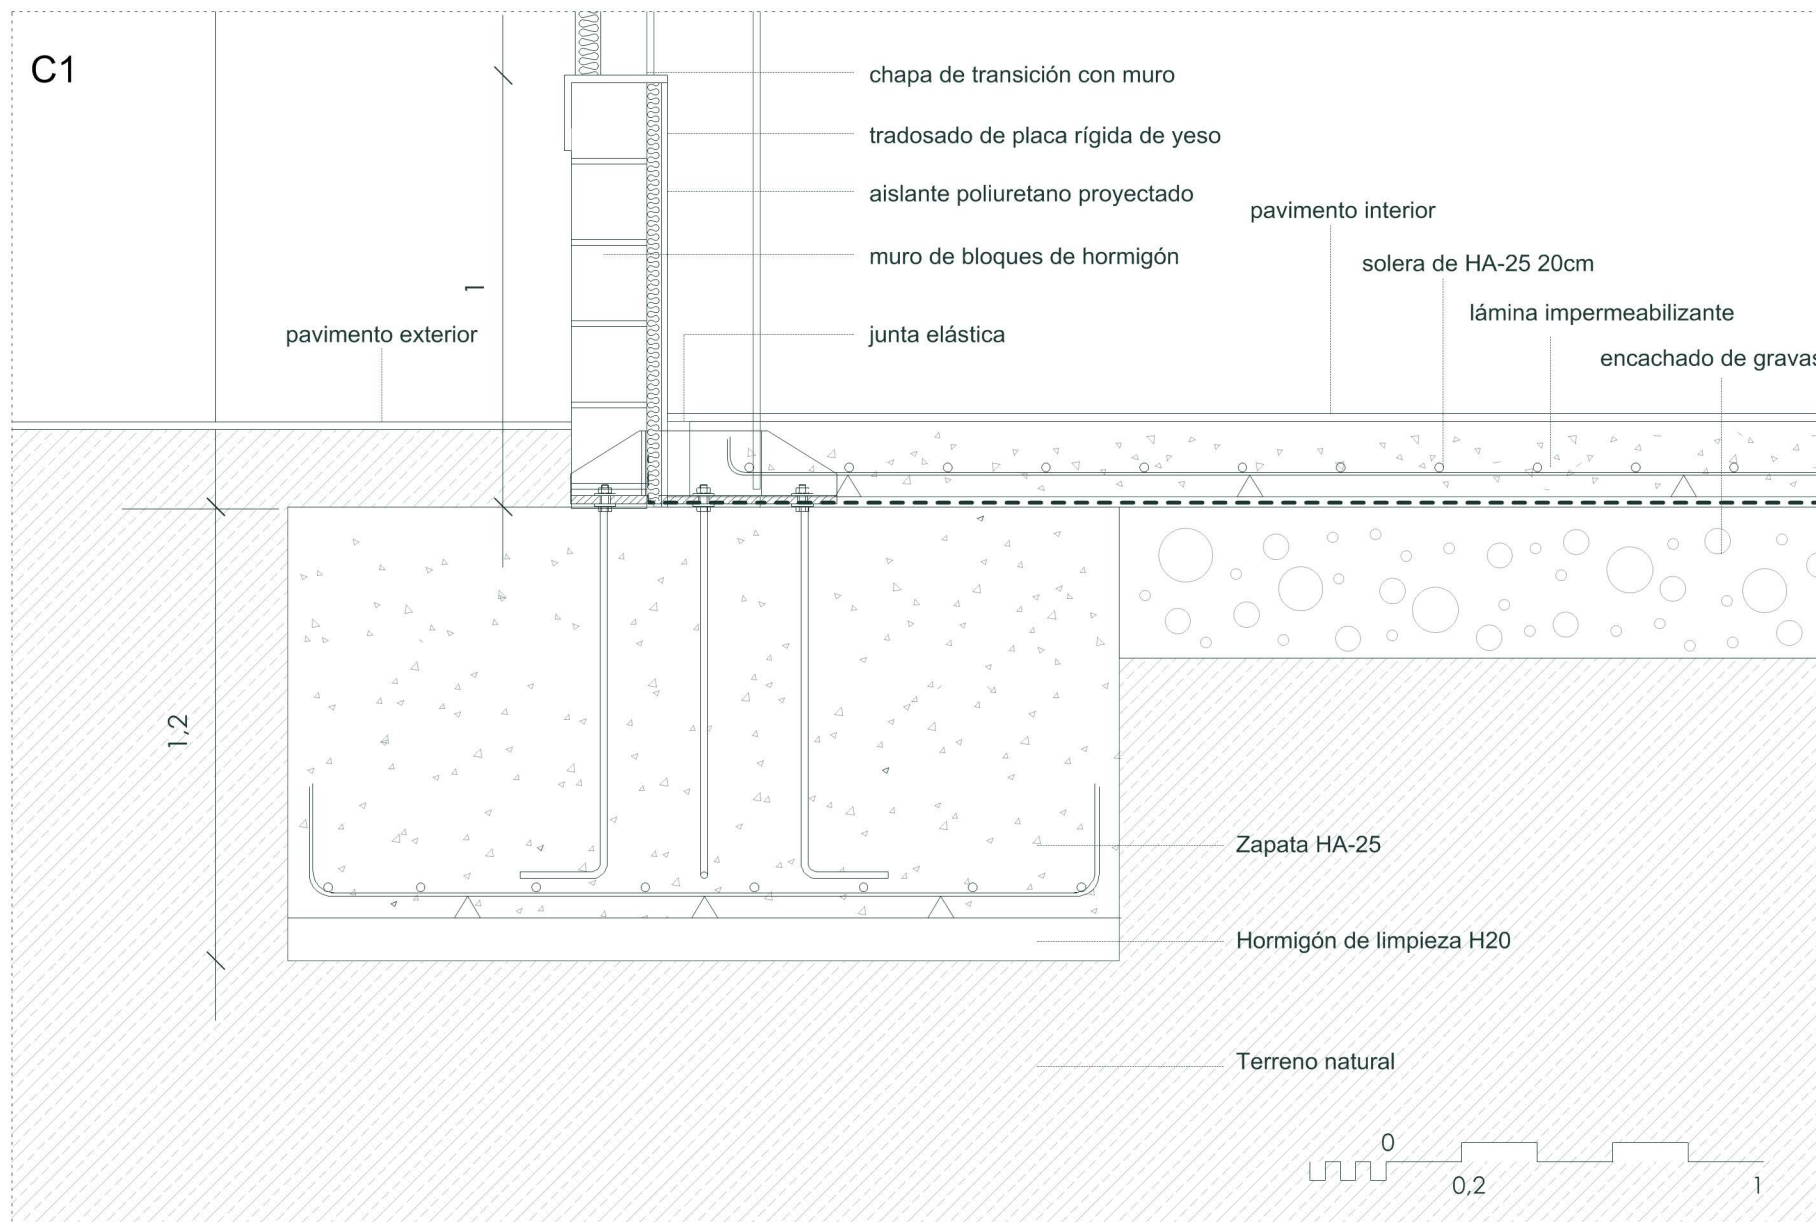 C1
chapa de transición con muro
tradosado de placa rígida de yeso
aislante poliuretano proyectado
pavimento interior
muro de bloques de hormigón
solera de HA-25 20cm
1
lámina impermeabilizante
pavimento exterior
junta elástica
encachado de gravas
1,2
Zapata HA-25
Hormigón de limpieza H20
Terreno natural
0
0,2
1